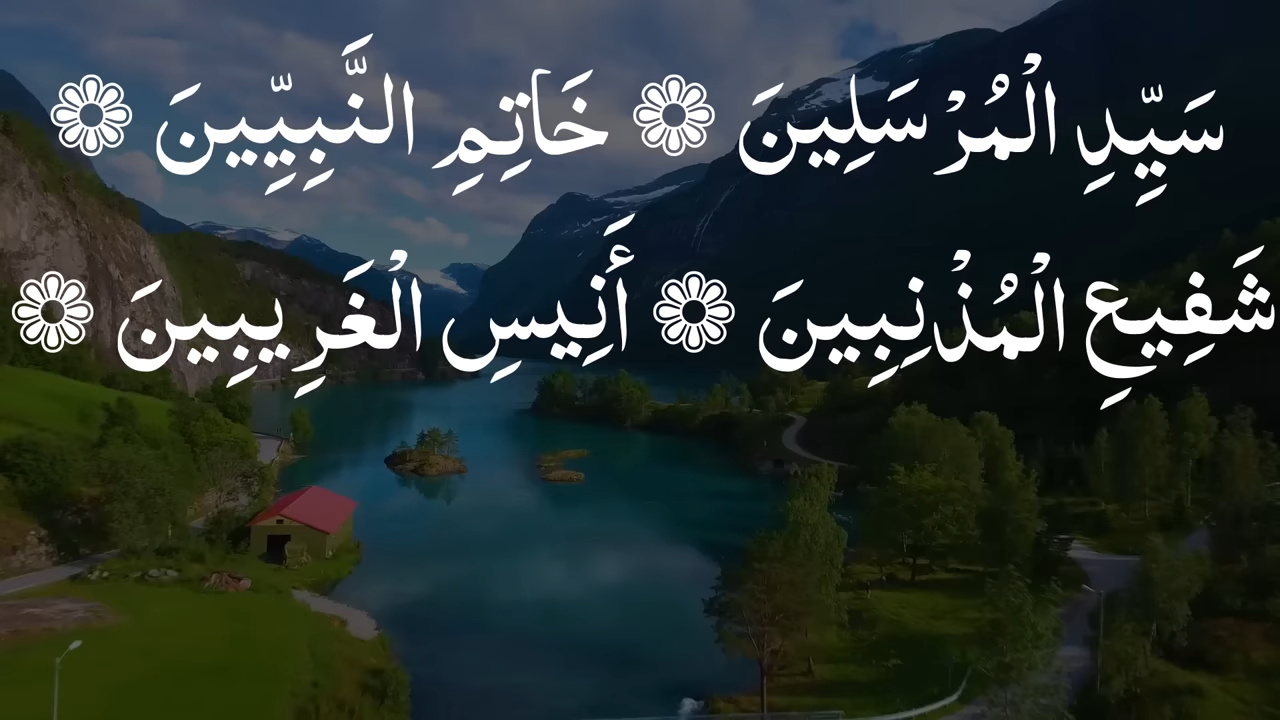 سَيِّدِ الْمُرْسَلِينَ ❁ خَاتِمِ النَّبِيِّينَ ❁
شَفِيعِ الْمُذْنِبِينَ ❁ أَنِيسِ الْغَرِيبِينَ ❁